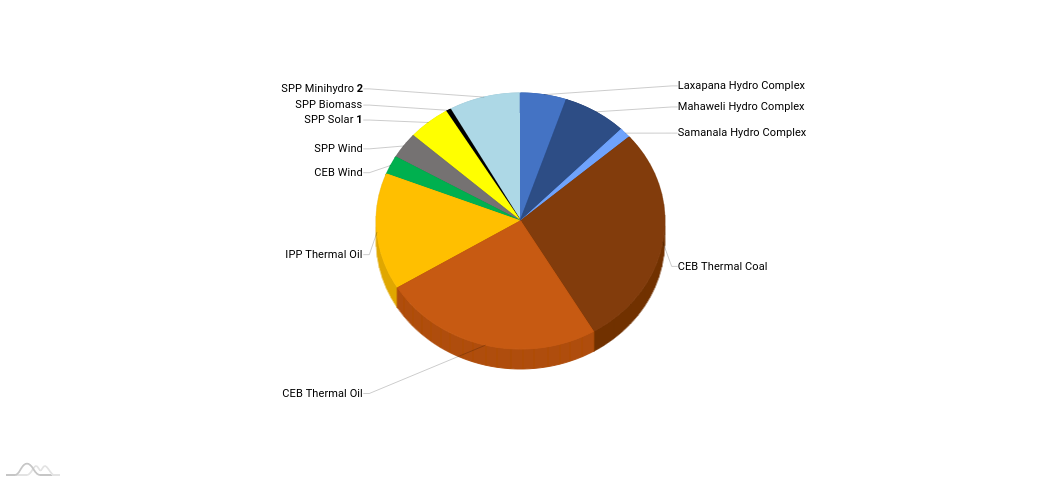 SPP Minihydro 2
SPP Biomass
SPP Solar 1
SPP Wind
CEB Wind
IPP Thermal Oil
CEB Thermal Oil
Laxapana Hydro Complex
Mahaweli Hydro Complex
Samanala Hydro Complex
CEB Thermal Coal